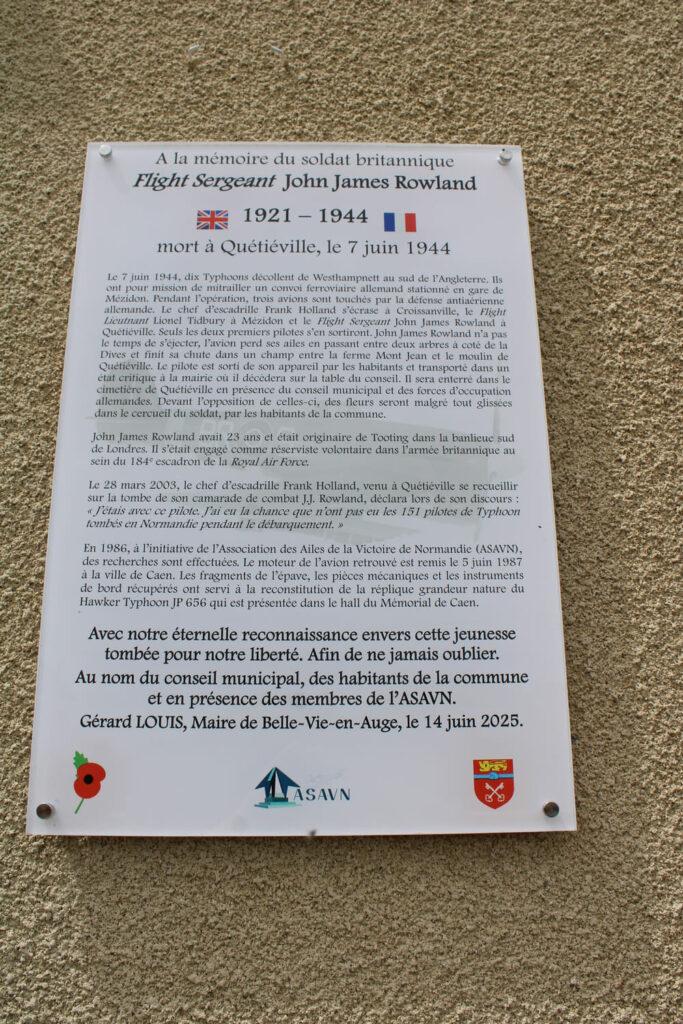 A la mémoire du soldat britannique
Flight Sergeant John James Rowland
1921 – 1944
mort à Quétiéville, le 7 juin 1944
Le 7 juin 1944, dix Typhoons décollent de Westhampnett au sud de l'Angleterre. Ils
ont pour mission de mitrailler un convoi ferroviaire allemand stationné en gare de
Mézidon. Pendant l'opération, trois avions sont touchés par la défense antiaérienne
allemande. Le chef d'escadrille Frank Holland s'écrase à Croissanville, le Flight
Lieutnant Lionel Tidbury à Mézidon et le Flight Sergeant John James Rowland à
Quétiéville. Seuls les deux premiers pilotes s'en sortiront. John James Rowland n'a pas
le temps de s'éjecter, l'avion perd ses ailes en passant entre deux arbres à coté de la
Dives et finit sa chute dans un champ entre la ferme Mont Jean et le moulin de
Quétiéville. Le pilote est sorti de son appareil par les habitants et transporté dans un
état critique à la mairie où il décédera sur la table du conseil. Il sera enterré dans le
cimetière de Quétiéville en présence du conseil municipal et des forces d'occupation
allemandes. Devant l'opposition de celles-ci, des fleurs seront malgré tout glissées
dans le cercueil du soldat, par les habitants de la commune.
John James Rowland avait 23 ans et était originaire de Tooting dans la banlieue sud
de Londres. Il s'était engagé comme réserviste volontaire dans l'armée britannique au
sein du 184e escadron de la Royal Air Force.
Le 28 mars 2003, le chef d'escadrille Frank Holland, venu à Quétiéville se recueillir
sur la tombe de son camarade de combat J.J. Rowland, déclara lors de son discours :
« J'étais avec ce pilote. J'ai eu la chance que n'ont pas eu les 151 pilotes de Typhoon
tombés en Normandie pendant le débarquement. »
En 1986, à l'initiative de l'Association des Ailes de la Victoire de Normandie (ASAVN),
des recherches sont effectuées. Le moteur de l'avion retrouvé est remis le 5 juin 1987
à la ville de Caen. Les fragments de l'épave, les pièces mécaniques et les instruments
de bord récupérés ont servi à la reconstitution de la réplique grandeur nature du
Hawker Typhoon JP 656 qui est présentée dans le hall du Mémorial de Caen.
Avec notre éternelle reconnaissance envers cette jeunesse
tombée pour notre liberté. Afin de ne jamais oublier.
Au nom du conseil municipal, des habitants de la commune
et en présence des membres de l'ASAVN.
Gérard LOUIS, Maire de Belle-Vie-en-Auge, le 14 juin 2025.
ASAVN